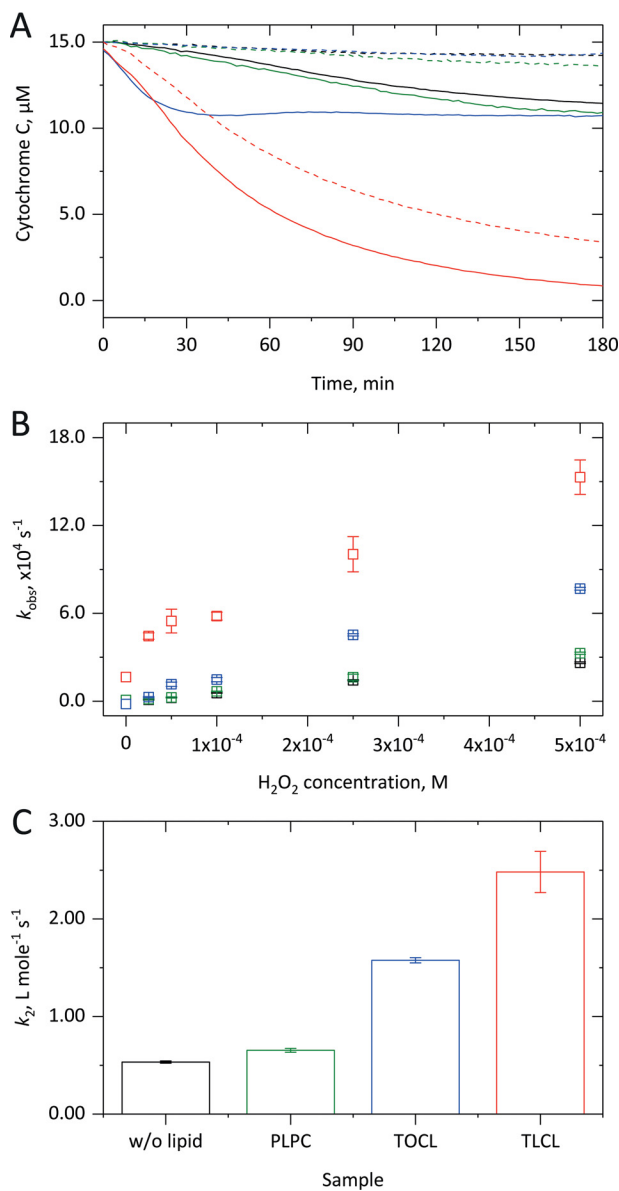 A
15.0
10.0
5.0
0.0
Cytochrome C, µM
0 30 60 90 120 150 180
Time, min
B
18.0
12.0
6.0
0.0
kobs, x10⁴ s⁻¹
0 1x10⁻⁴ 2x10⁻⁴ 3x10⁻⁴ 4x10⁻⁴ 5x10⁻⁴
H₂O₂ concentration, M
C
3.00
2.00
1.00
0.00
k₂, L mole⁻¹ s⁻¹
w/o lipid PLPC TOCL TLCL
Sample